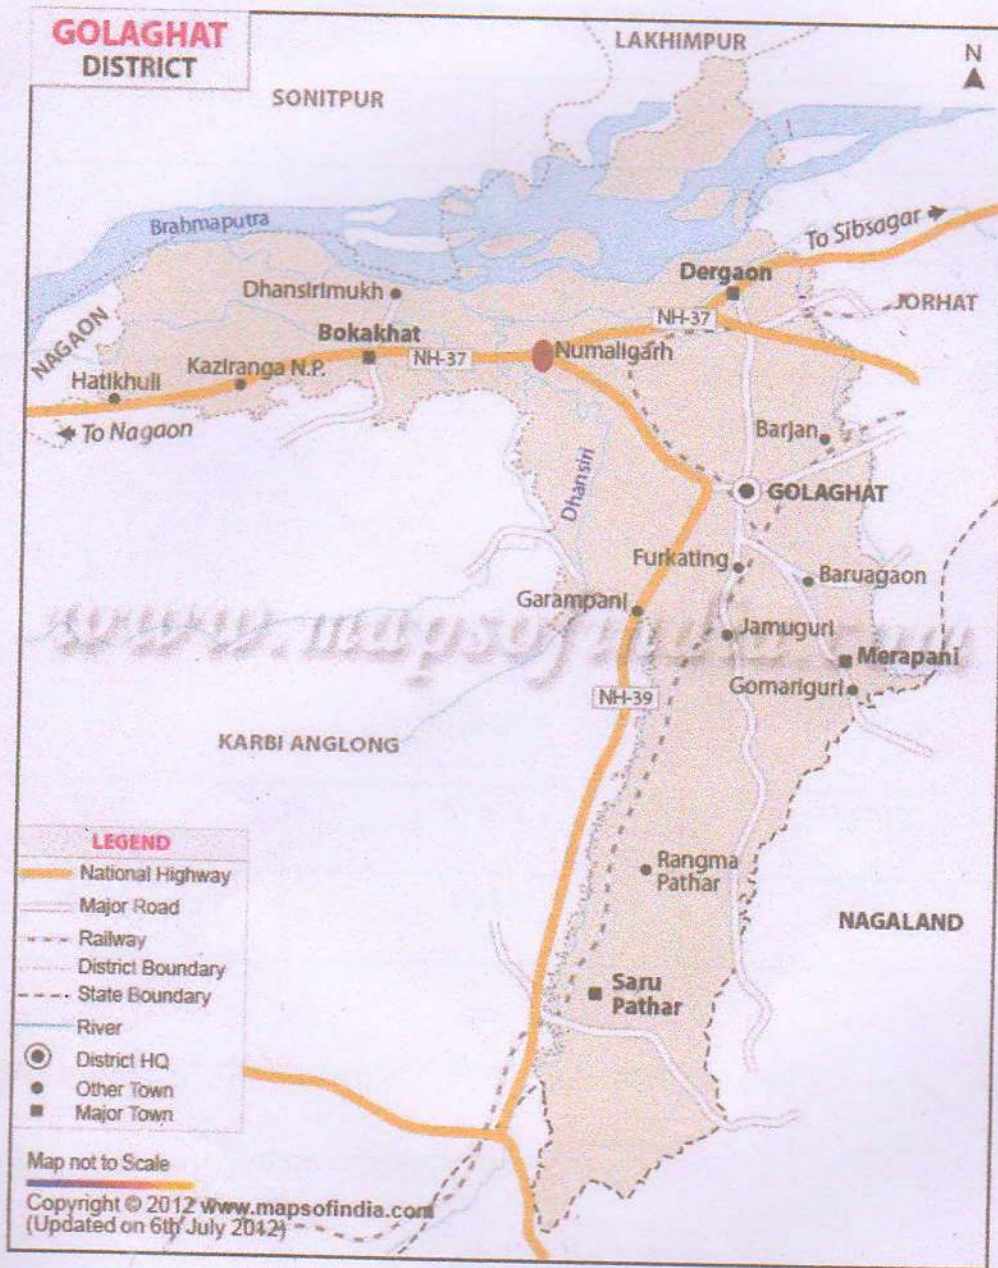 GOLAGHAT
DISTRICT
LAKHIMPUR
N
SONITPUR
Brahmaputra
To Sibsagar
Dergaon
Dhansirimukh
JORHAT
NH-37
NAGAON
Bokakhat
NH-37
Numaligarh
Kaziranga N.P.
Hatikhuli
To Nagaon
Barjan
Dhansiri
GOLAGHAT
Furkating
Baruagaon
Garampani
www.mapsofindia.com
Jamuguri
Merapani
Gomariguri
NH-39
KARBI ANGLONG
Rangma
Pathar
NAGALAND
Saru
Pathar
LEGEND
National Highway
Major Road
Railway
District Boundary
State Boundary
River
District HQ
Other Town
Major Town
Map not to Scale
Copyright © 2012 www.mapsofindia.com
(Updated on 6th July 2012)